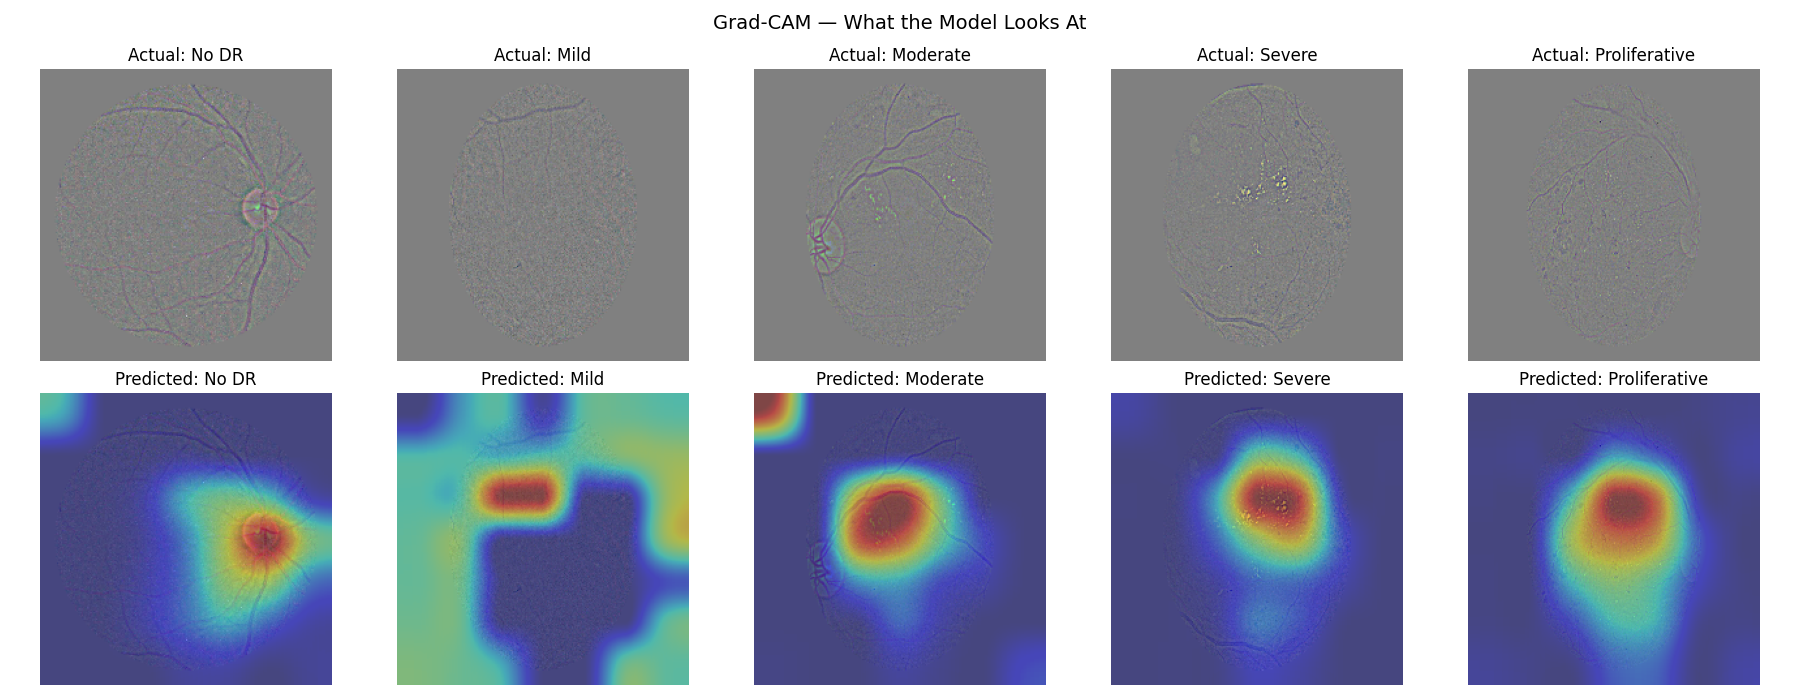 Grad-CAM — What the Model Looks At
Actual: No DR
Actual: Mild
Actual: Moderate
Actual: Severe
Actual: Proliferative
Predicted: No DR
Predicted: Mild
Predicted: Moderate
Predicted: Severe
Predicted: Proliferative